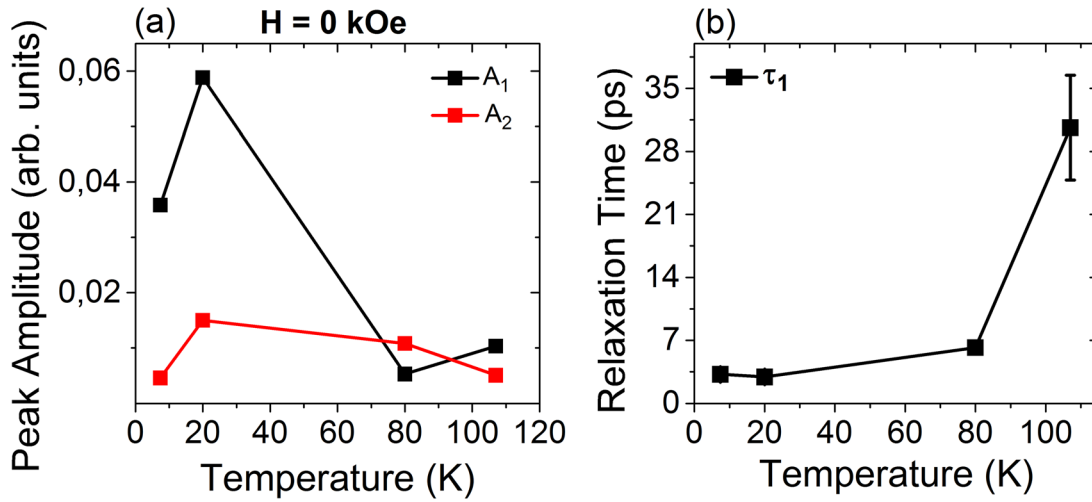 (a)
H = 0 kOe
Peak Amplitude (arb. units)
0,06
0,04
0,02
A₁
A₂
0 20 40 60 80 100 120
Temperature (K)
(b)
Relaxation Time (ps)
35
28
21
14
7
0
τ₁
0 20 40 60 80 100
Temperature (K)